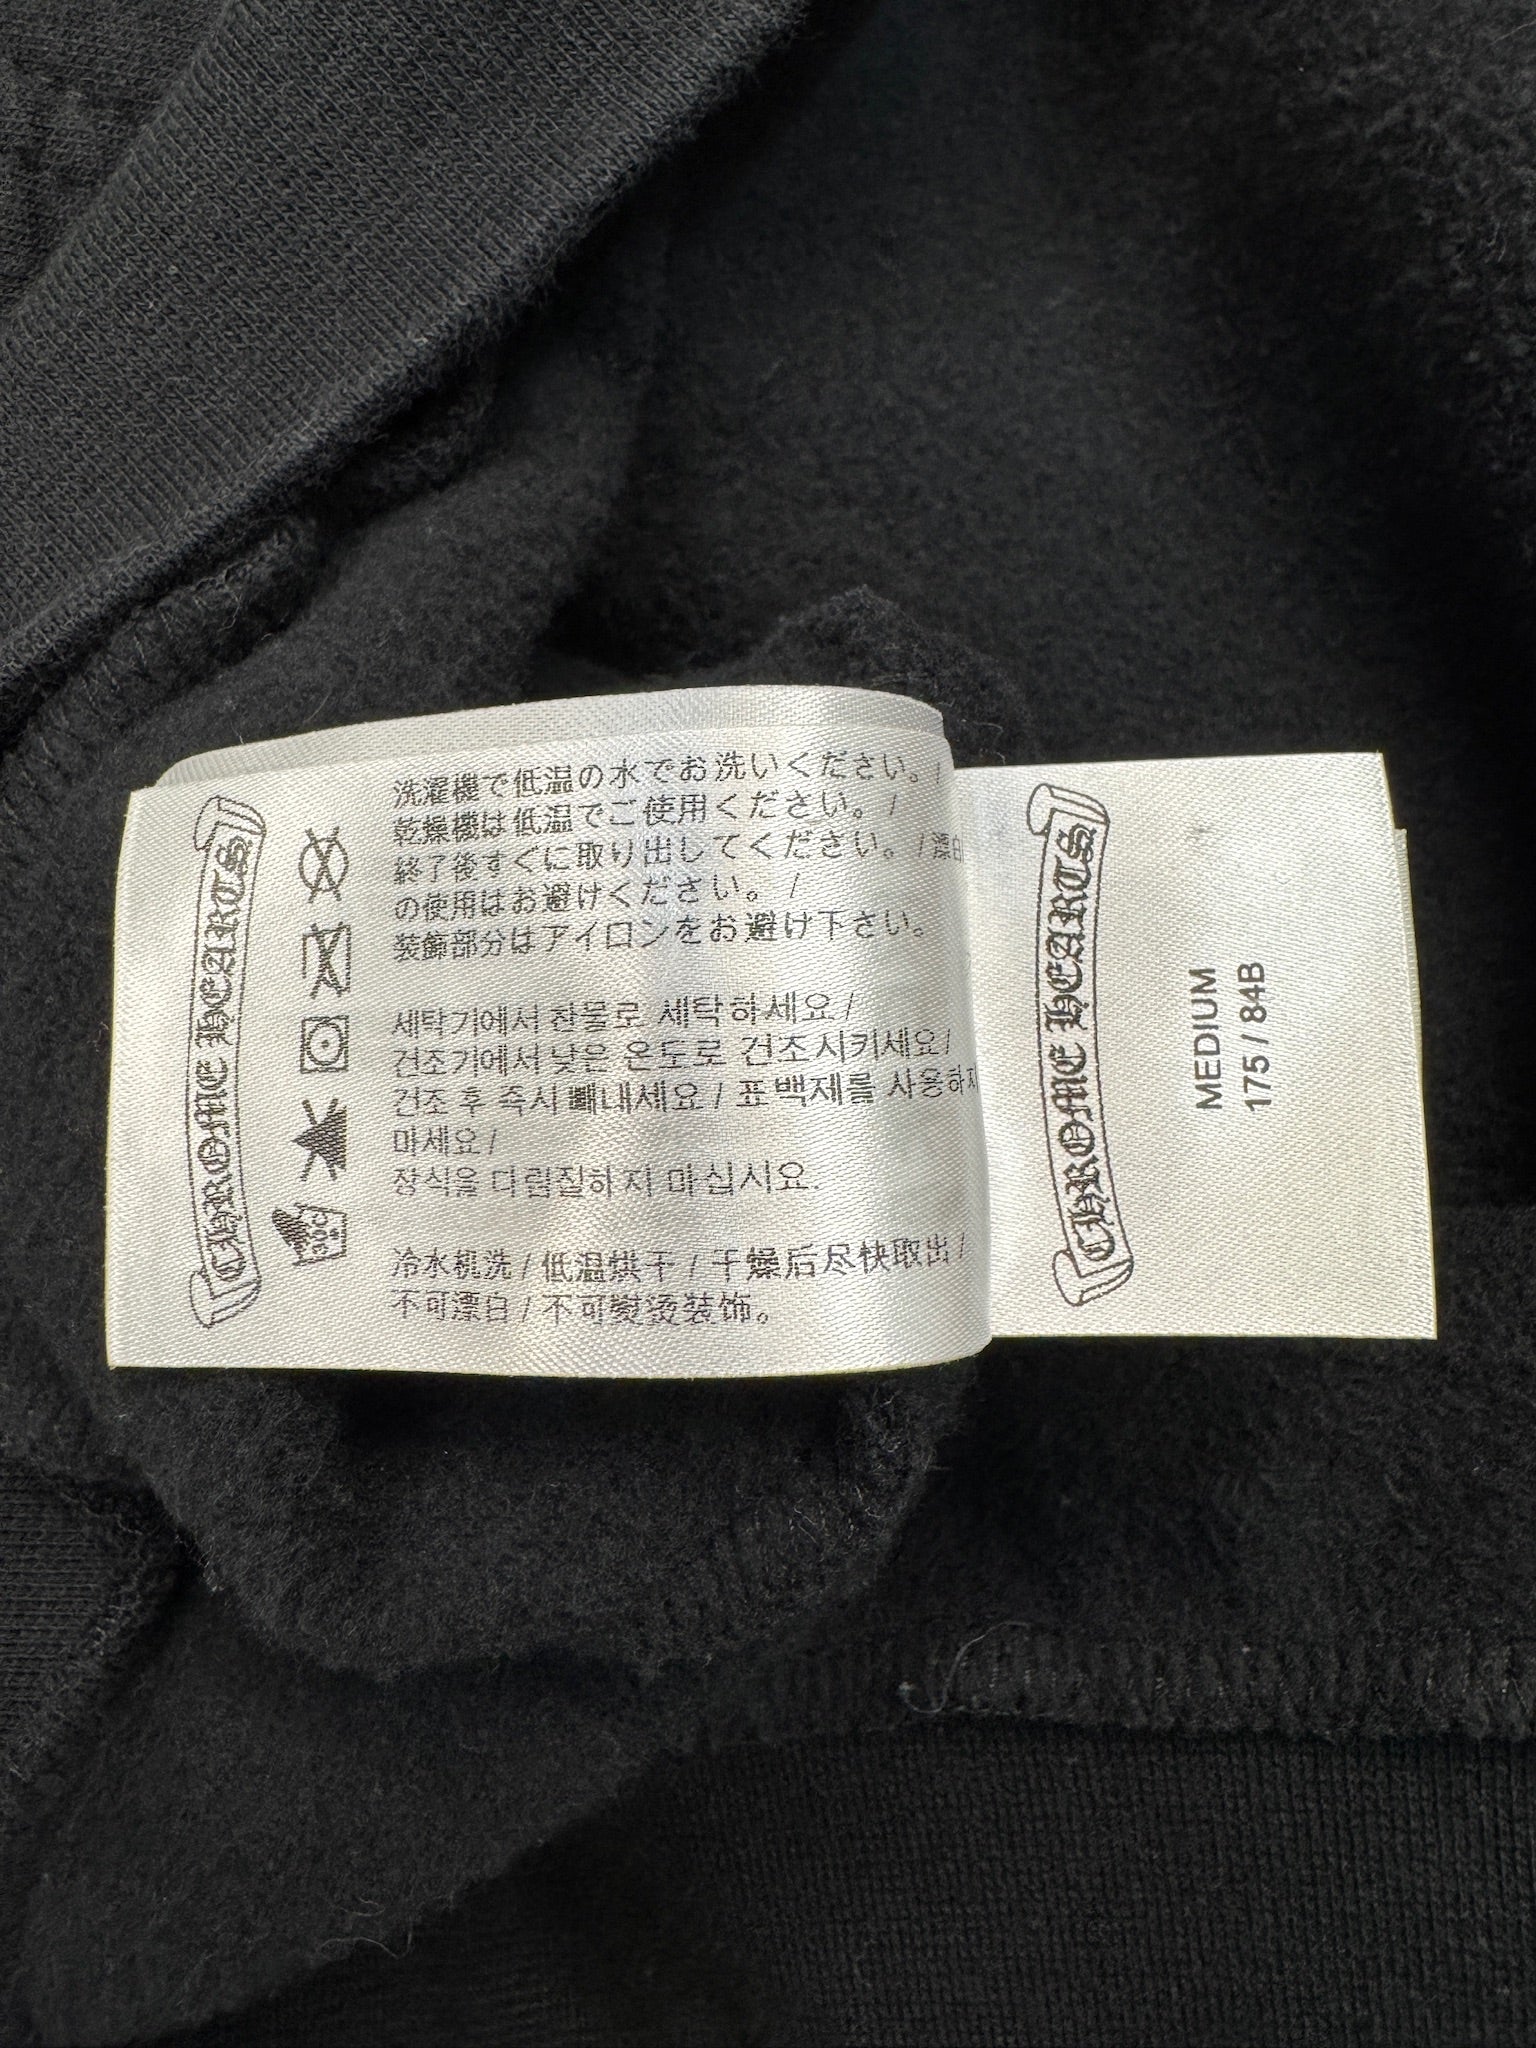 CHROME HEARTS
30C
洗濯機で低温の水でお洗いください。/
乾燥機は低温でご使用ください。/
終了後すぐに取り出してください。/漂白
の使用はお避けください。/
装飾部分はアイロンをお避け下さい。
세탁기에서 찬물로 세탁하세요/
건조기에서 낮은 온도로 건조시키세요/
건조 후 즉시 빼내세요/표백제를 사용하지
마세요/
장식을 다림질하지 마십시요.
冷水机洗/低温烘干/干燥后尽快取出/
不可漂白/不可熨烫装饰。
CHROME HEARTS
MEDIUM
175/84B